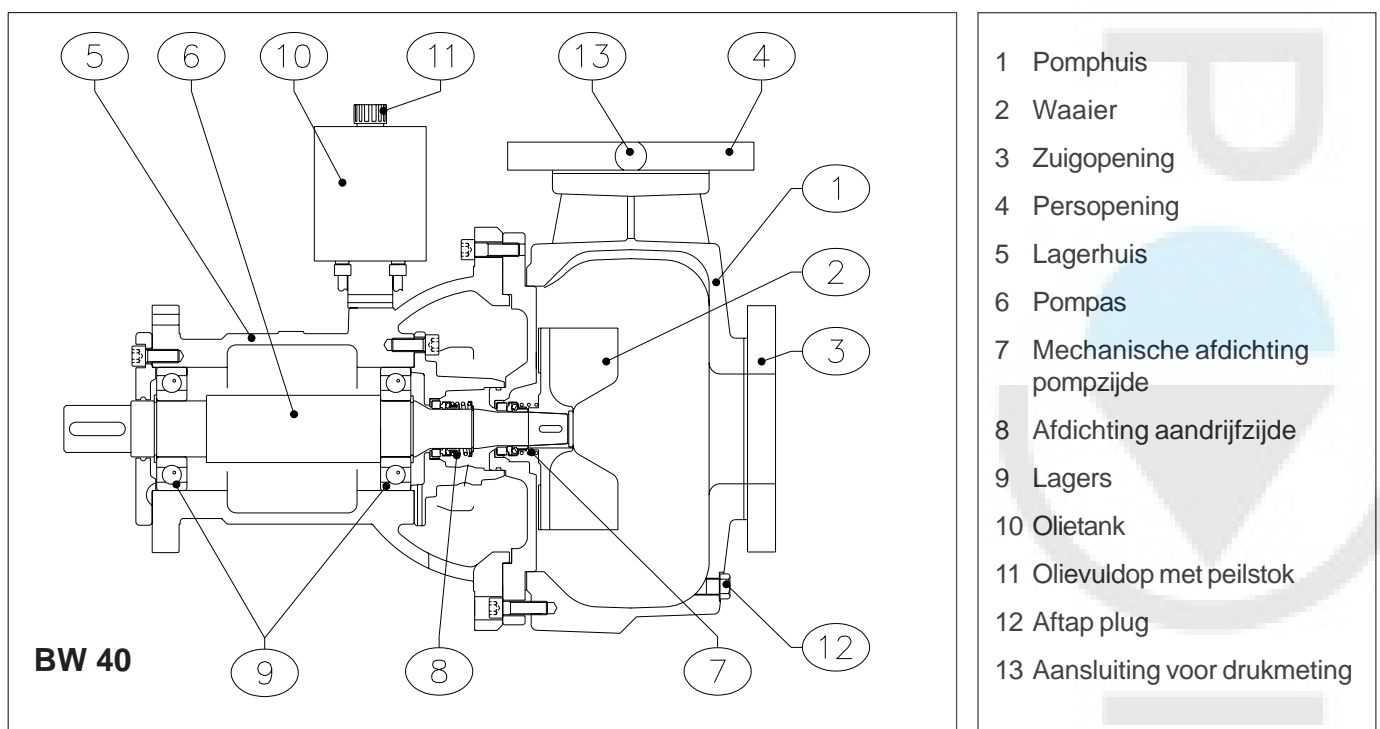 5 6 10 11 13 4
1
2
3
BW 40
9 8 7 12
1 Pomphuis
2 Waaier
3 Zuigopening
4 Persopening
5 Lagerhuis
6 Pompas
7 Mechanische afdichting
pompzijde
8 Afdichting aandrijfzijde
9 Lagers
10 Olietank
11 Olievuldop met peilstok
12 Aftap plug
13 Aansluiting voor drukmeting